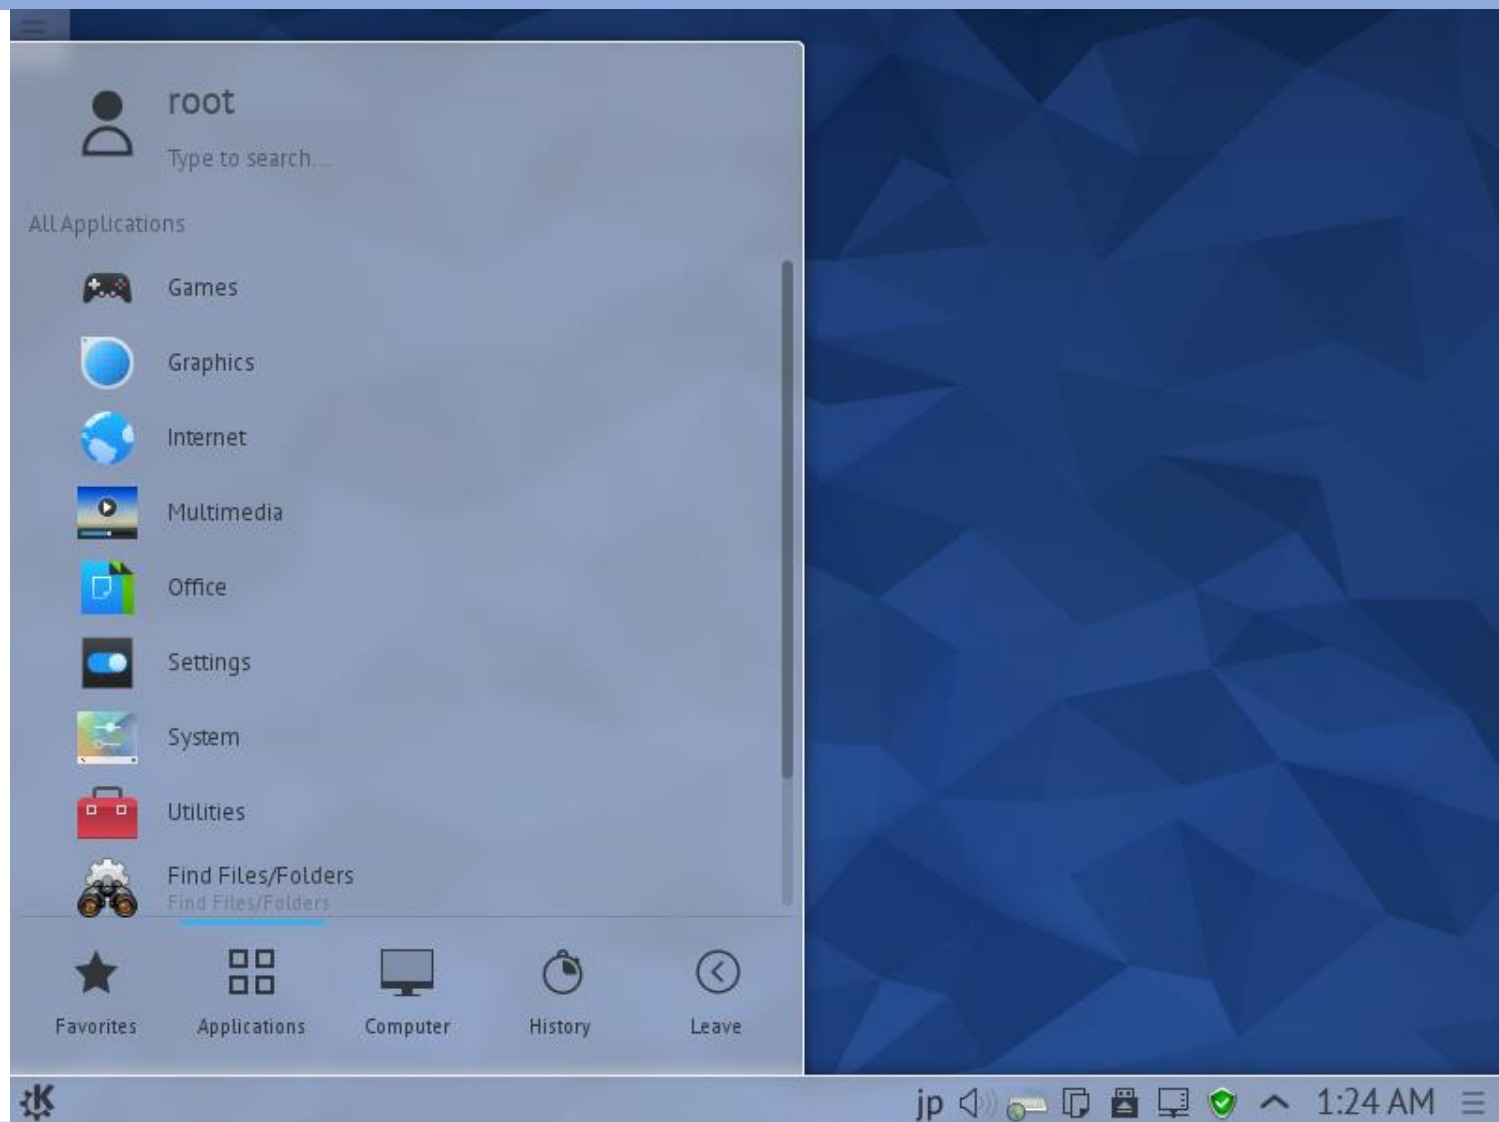 root
Type to search...
All Applications
Games
Graphics
Internet
Multimedia
Office
Settings
System
Utilities
Find Files/Folders
Find Files/Folders
Favorites
Applications
Computer
History
Leave
jp
1:24 AM